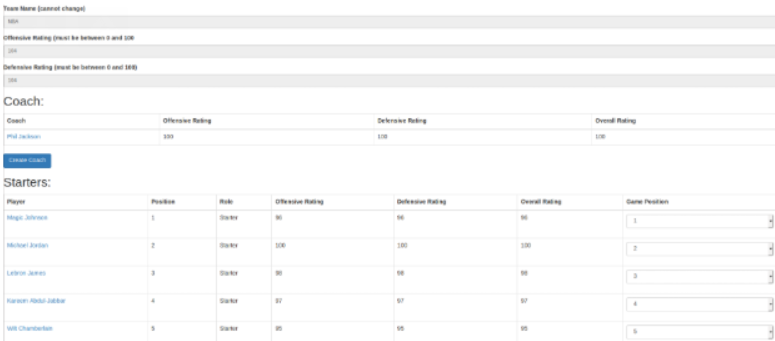 Team Name (cannot change)
NBA
Offensive Rating (must be between 0 and 100
104
Defensive Rating (must be between 0 and 100)
104
Coach:
Coach Offensive Rating Defensive Rating Overall Rating
Phil Jackson 100 100 100
Create Coach
Starters:
Player Position Role Offensive Rating Defensive Rating Overall Rating Game Position
Magic Johnson 1 Starter 96 96 96 1
Michael Jordan 2 Starter 100 100 100 2
Lebron James 3 Starter 98 98 98 3
Kareem Abdul-Jabbar 4 Starter 97 97 97 4
Wilt Chamberlain 5 Starter 95 95 95 5